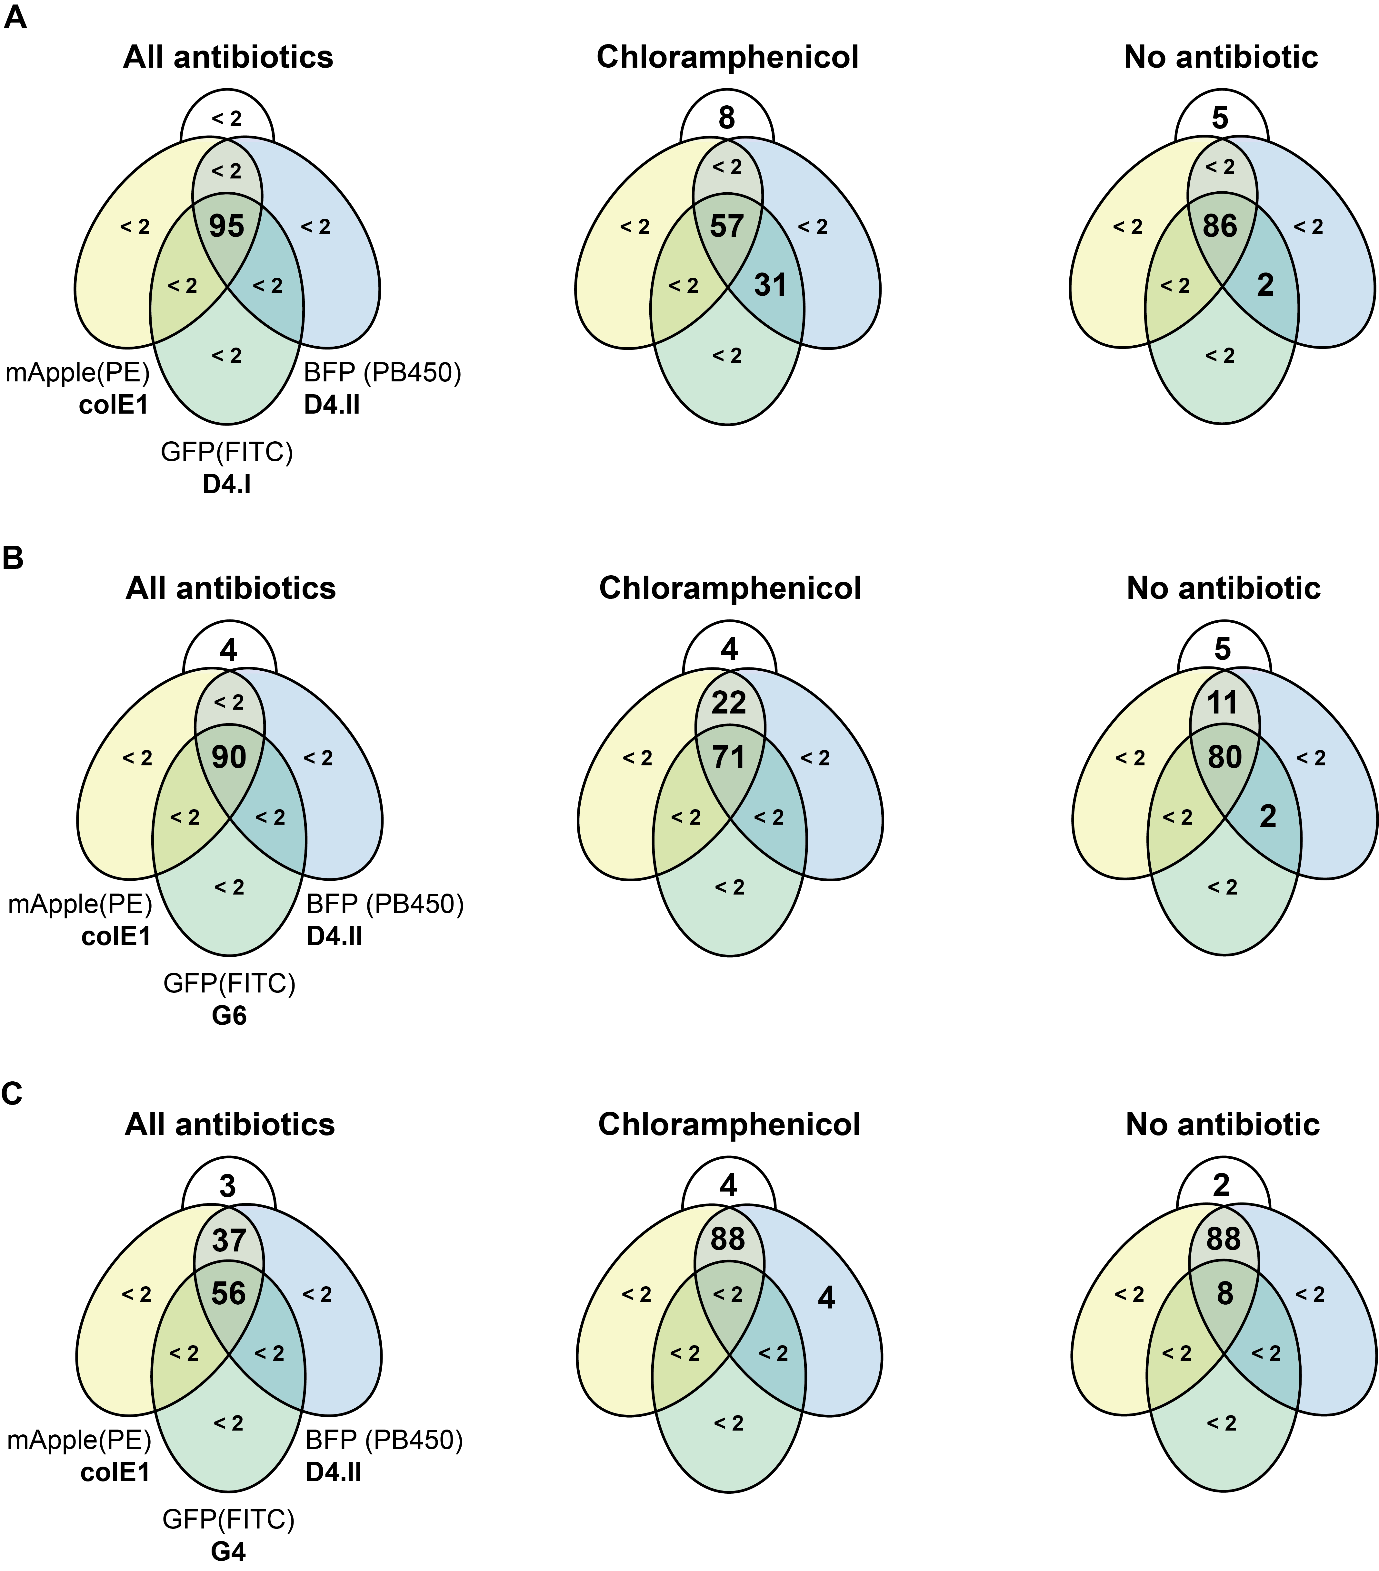 A
All antibiotics Chloramphenicol No antibiotic
< 2 8 5
< 2 < 2 < 2
< 2 95 < 2 < 2 57 < 2 < 2 86 < 2
< 2 < 2 < 2 31 < 2 2
< 2 < 2 < 2
mApple(PE) BFP (PB450)
colE1 D4.II
GFP(FITC)
D4.I
B
All antibiotics Chloramphenicol No antibiotic
4 4 5
< 2 22 11
< 2 90 < 2 < 2 71 < 2 < 2 80 < 2
< 2 < 2 < 2 < 2 < 2 2
< 2 < 2 < 2
mApple(PE) BFP (PB450)
colE1 D4.II
GFP(FITC)
G6
C
All antibiotics Chloramphenicol No antibiotic
3 4 2
37 88 88
< 2 56 < 2 < 2 < 2 4 < 2 8 < 2
< 2 < 2 < 2 < 2 < 2 < 2
< 2 < 2 < 2
mApple(PE) BFP (PB450)
colE1 D4.II
GFP(FITC)
G4